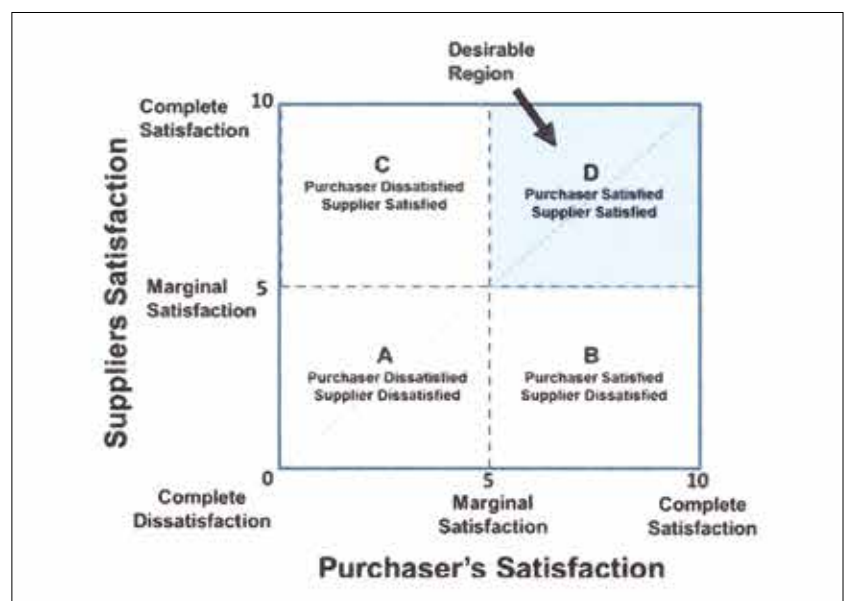 Desirable
Region
Complete
Satisfaction
10
C
Purchaser Dissatisfied
Supplier Satisfied
D
Purchaser Satisfied
Supplier Satisfied
Suppliers Satisfaction
Marginal
Satisfaction
5
A
Purchaser Dissatisfied
Supplier Dissatisfied
B
Purchaser Satisfied
Supplier Dissatisfied
0
5
10
Complete
Dissatisfaction
Marginal
Satisfaction
Complete
Satisfaction
Purchaser's Satisfaction